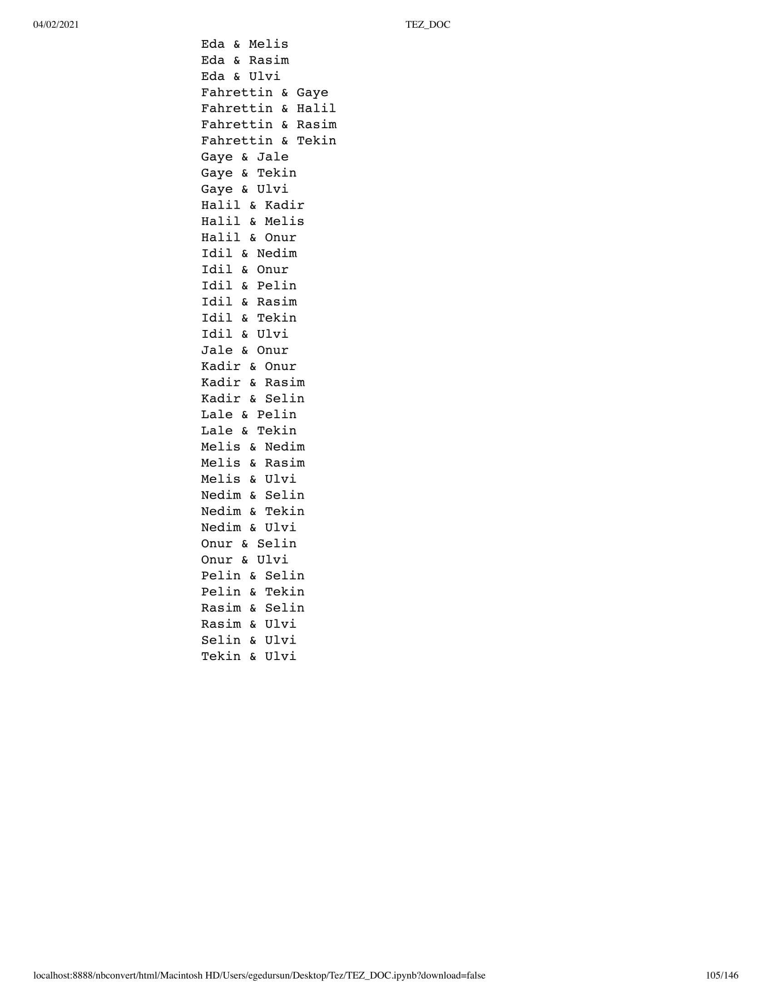 04/02/2021 TEZ_DOC
Eda & Melis
Eda & Rasim
Eda & Ulvi
Fahrettin & Gaye
Fahrettin & Halil
Fahrettin & Rasim
Fahrettin & Tekin
Gaye & Jale
Gaye & Tekin
Gaye & Ulvi
Halil & Kadir
Halil & Melis
Halil & Onur
Idil & Nedim
Idil & Onur
Idil & Pelin
Idil & Rasim
Idil & Tekin
Idil & Ulvi
Jale & Onur
Kadir & Onur
Kadir & Rasim
Kadir & Selin
Lale & Pelin
Lale & Tekin
Melis & Nedim
Melis & Rasim
Melis & Ulvi
Nedim & Selin
Nedim & Tekin
Nedim & Ulvi
Onur & Selin
Onur & Ulvi
Pelin & Selin
Pelin & Tekin
Rasim & Selin
Rasim & Ulvi
Selin & Ulvi
Tekin & Ulvi
localhost:8888/nbconvert/html/Macintosh HD/Users/egedursun/Desktop/Tez/TEZ_DOC.ipynb?download=false 105/146